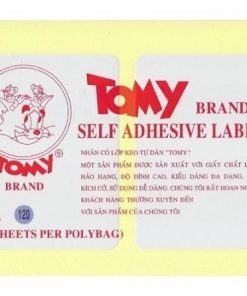 TOMY BRAND
SELF ADHESIVE LABE
TOMY
BRAND
120
SHEETS PER POLYBAG)
NHÃN CÓ LỚP KEO TỰ DÁN "TOMY"
MỘT SẢN PHẨM ĐƯỢC SẢN XUẤT VỚI GIẤY CHẤT L
HẢO HẠNG, ĐỘ DÍNH CAO, KIỂU DÁNG ĐA DẠNG,
KÍCH CỠ, SỬ DỤNG DỄ DÀNG. CHÚNG TÔI RẤT HOAN N
KHÁCH HÀNG THƯỜNG XUYÊN ĐẾN
VỚI SẢN PHẨM CỦA CHÚNG TÔI